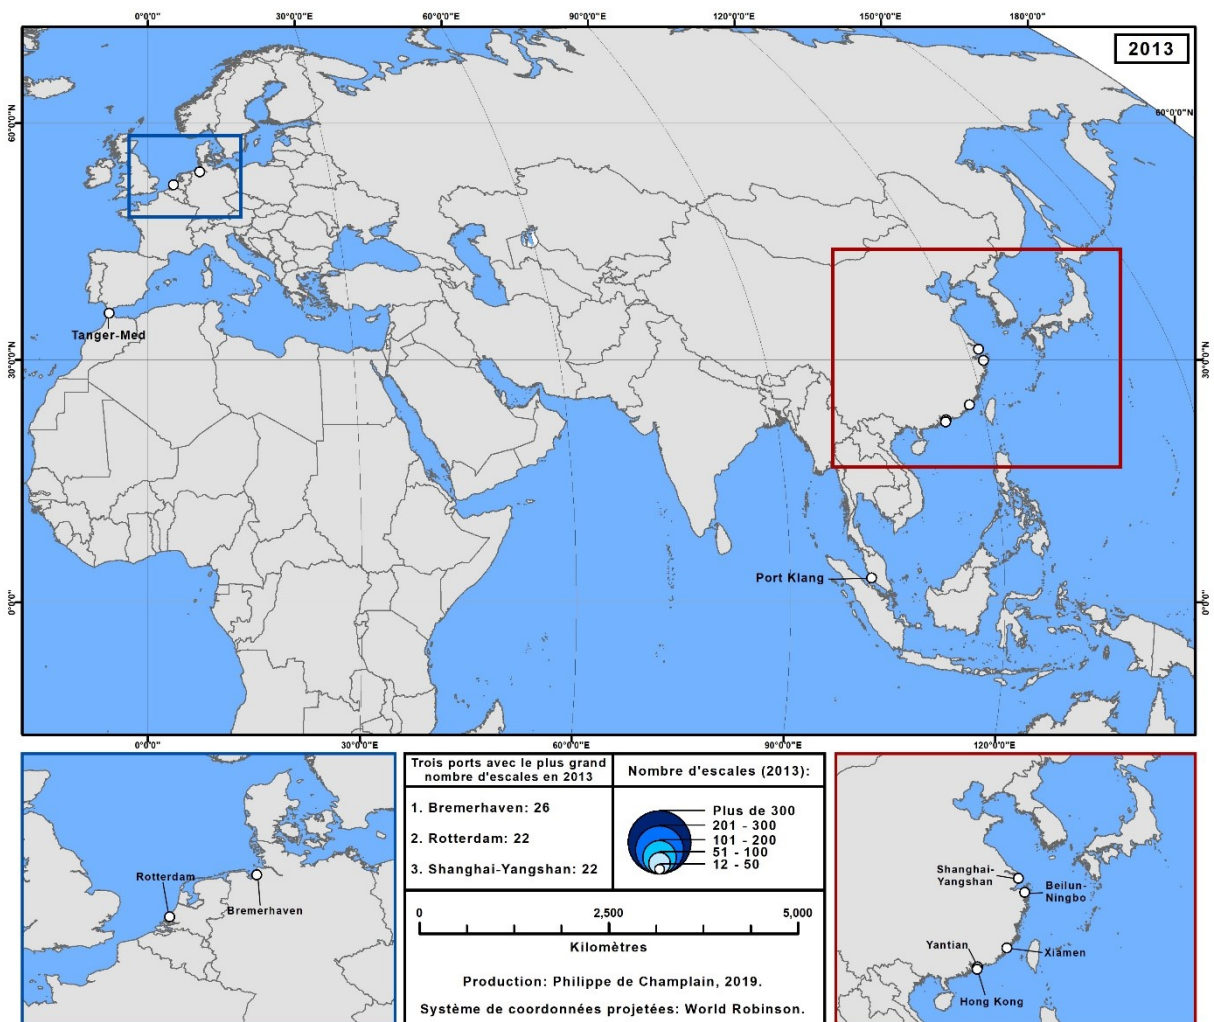 0°0'0"
30°0'0"E
60°0'0"E
90°0'0"E
120°0'0"E
150°0'0"E
180°0'0"
2013
60°0'0"N
60°0'0"N
Tanger-Med
30°0'0"N
30°0'0"N
Port Klang
0°0'0"
0°0'0"
0°0'0"
30°0'0"E
60°0'0"E
90°0'0"E
120°0'0"E
Rotterdam
Bremerhaven
Trois ports avec le plus grand
nombre d'escales en 2013
1. Bremerhaven: 26
2. Rotterdam: 22
3. Shanghai-Yangshan: 22
Nombre d'escales (2013):
Plus de 300
201 - 300
101 - 200
51 - 100
12 - 50
0 2,500 5,000
Kilomètres
Production: Philippe de Champlain, 2019.
Système de coordonnées projetées: World Robinson.
Shanghai-
Yangshan
Beilun-
Ningbo
Yantian
Xiamen
Hong Kong